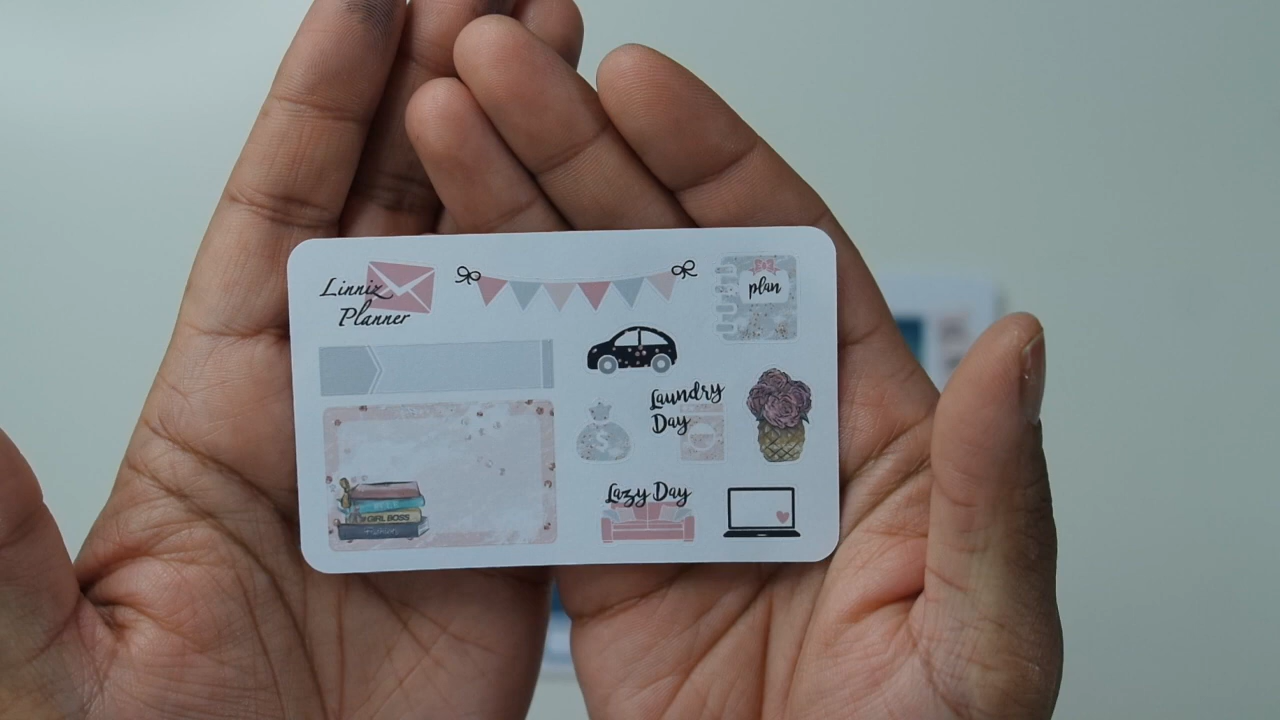 Linniz
Planner
plan
Laundry
Day
$
GIRL BOSS
Lazy Day